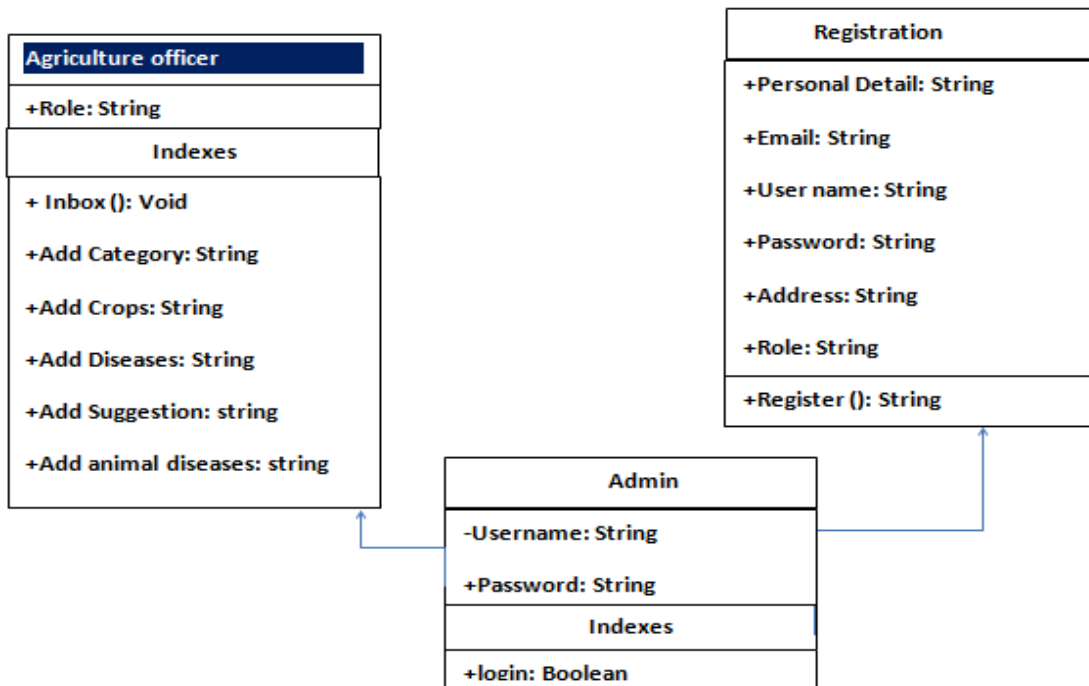 Agriculture officer
+Role: String
Indexes
+ Inbox (): Void
+Add Category: String
+Add Crops: String
+Add Diseases: String
+Add Suggestion: string
+Add animal diseases: string
Registration
+Personal Detail: String
+Email: String
+User name: String
+Password: String
+Address: String
+Role: String
+Register (): String
Admin
-Username: String
+Password: String
Indexes
+login: Boolean